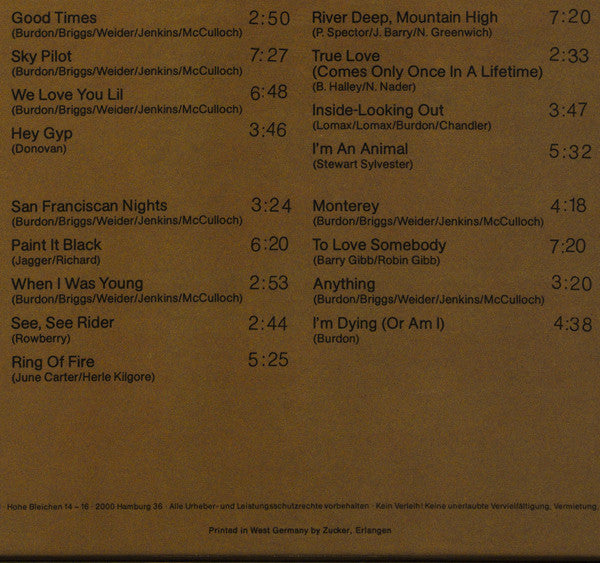 Good Times 2:50
(Burdon/Briggs/Weider/Jenkins/McCulloch)
Sky Pilot 7:27
(Burdon/Briggs/Weider/Jenkins/McCulloch)
We Love You Lil 6:48
(Burdon/Briggs/Weider/Jenkins/McCulloch)
Hey Gyp 3:46
(Donovan)
San Franciscan Nights 3:24
(Burdon/Briggs/Weider/Jenkins/McCulloch)
Paint It Black 6:20
(Jagger/Richard)
When I Was Young 2:53
(Burdon/Briggs/Weider/Jenkins/McCulloch)
See, See Rider 2:44
(Rowberry)
Ring Of Fire 5:25
(June Carter/Herle Kilgore)
River Deep, Mountain High 7:20
(P. Spector/J. Barry/N. Greenwich)
True Love 2:33
(Comes Only Once In A Lifetime)
(B. Halley/N. Nader)
Inside-Looking Out 3:47
(Lomax/Lomax/Burdon/Chandler)
I'm An Animal 5:32
(Stewart Sylvester)
Monterey 4:18
(Burdon/Briggs/Weider/Jenkins/McCulloch)
To Love Somebody 7:20
(Barry Gibb/Robin Gibb)
Anything 3:20
(Burdon/Briggs/Weider/Jenkins/McCulloch)
I'm Dying (Or Am I) 4:38
(Burdon)
Hohe Bleichen 14 – 16 · 2000 Hamburg 36 · Alle Urheber- und Leistungsschutzrechte vorbehalten · Kein Verleih! Keine unerlaubte Vervielfältigung, Vermietung,
Printed in West Germany by Zucker, Erlangen